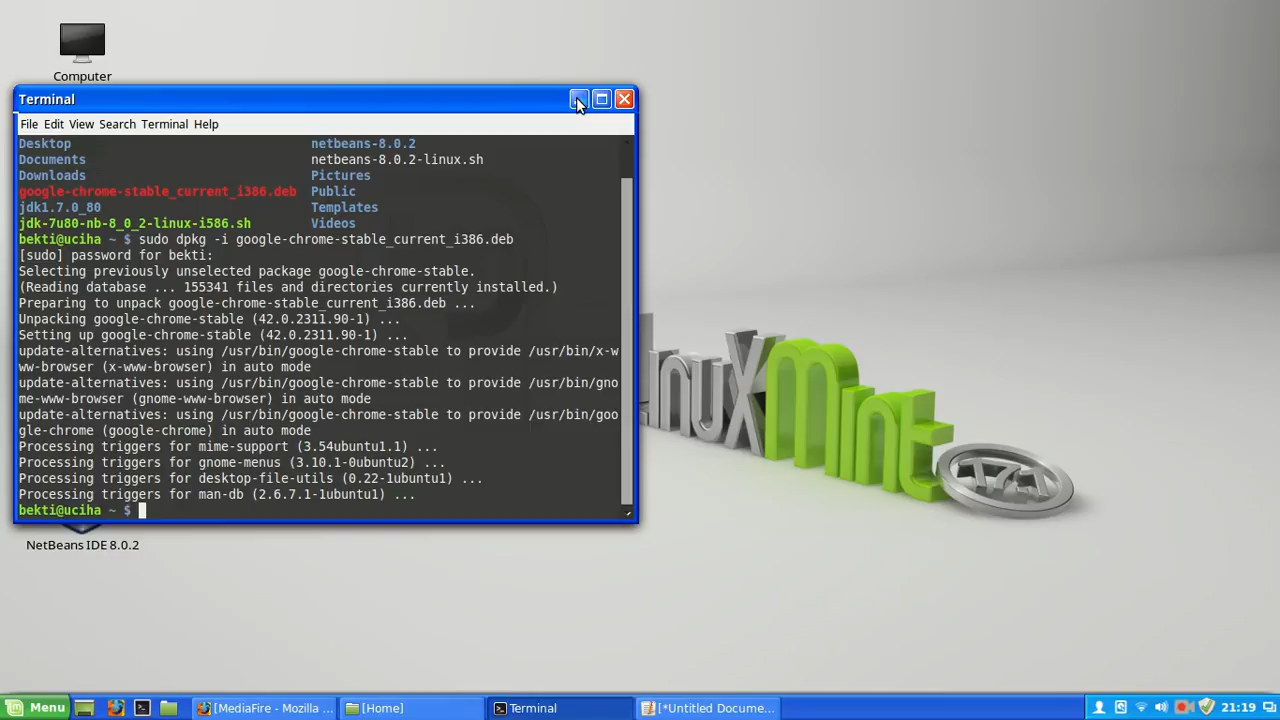 Computer
Terminal
File Edit View Search Terminal Help
Desktop netbeans-8.0.2
Documents netbeans-8.0.2-linux.sh
Downloads Pictures
google-chrome-stable_current_i386.deb Public
jdk1.7.0_80 Templates
jdk-7u80-nb-8_0_2-linux-i586.sh Videos
bekti@uciha ~ $ sudo dpkg -i google-chrome-stable_current_i386.deb
[sudo] password for bekti:
Selecting previously unselected package google-chrome-stable.
(Reading database ... 155341 files and directories currently installed.)
Preparing to unpack google-chrome-stable_current_i386.deb ...
Unpacking google-chrome-stable (42.0.2311.90-1) ...
Setting up google-chrome-stable (42.0.2311.90-1) ...
update-alternatives: using /usr/bin/google-chrome-stable to provide /usr/bin/x-w
ww-browser (x-www-browser) in auto mode
update-alternatives: using /usr/bin/google-chrome-stable to provide /usr/bin/gno
me-www-browser (gnome-www-browser) in auto mode
update-alternatives: using /usr/bin/google-chrome-stable to provide /usr/bin/goo
gle-chrome (google-chrome) in auto mode
Processing triggers for mime-support (3.54ubuntu1.1) ...
Processing triggers for gnome-menus (3.10.1-0ubuntu2) ...
Processing triggers for desktop-file-utils (0.22-1ubuntu1) ...
Processing triggers for man-db (2.6.7.1-1ubuntu1) ...
bekti@uciha ~ $
LinuxMint 17.1
NetBeans IDE 8.0.2
Menu [MediaFire - Mozilla ... [Home] Terminal [*Untitled Docume... 21:19